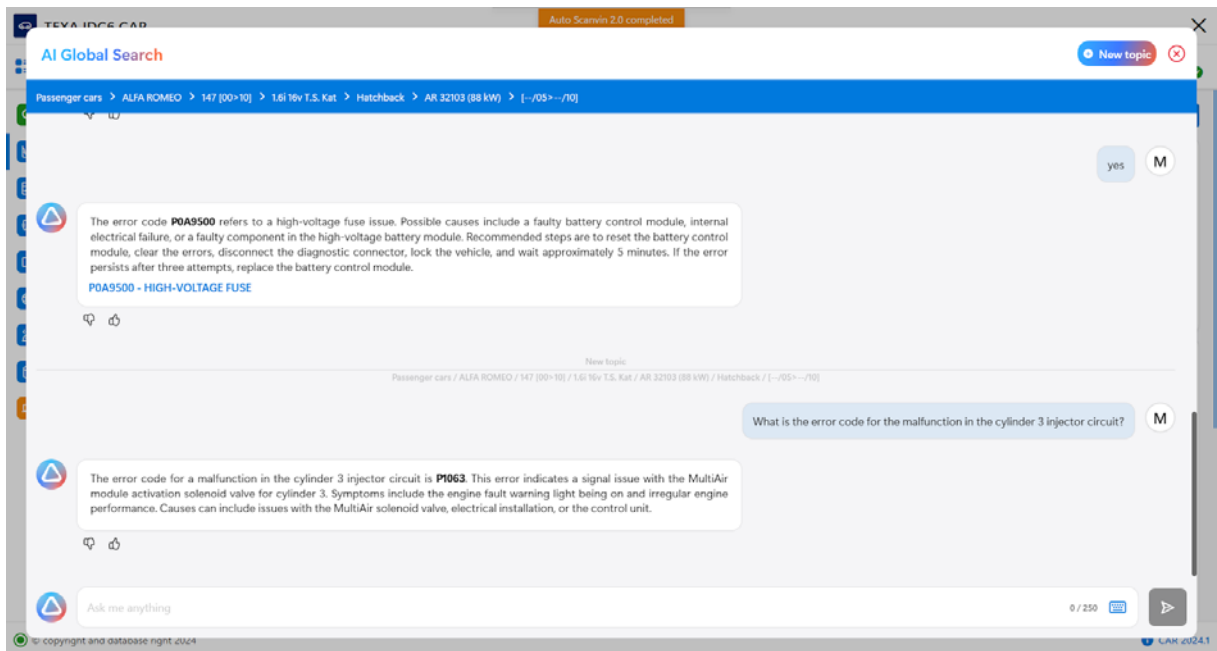 TEXA IDC6 CAR
Auto Scanvin 2.0 completed
AI Global Search
New topic
Passenger cars > ALFA ROMEO > 147 [00>10] > 1.6i 16v T.S. Kat > Hatchback > AR 32103 (88 kW) > [--/05>--/10]
yes
M
The error code P0A9500 refers to a high-voltage fuse issue. Possible causes include a faulty battery control module, internal
electrical failure, or a faulty component in the high-voltage battery module. Recommended steps are to reset the battery control
module, clear the errors, disconnect the diagnostic connector, lock the vehicle, and wait approximately 5 minutes. If the error
persists after three attempts, replace the battery control module.
P0A9500 - HIGH-VOLTAGE FUSE
New topic
Passenger cars / ALFA ROMEO / 147 [00>10] / 1.6i 16v T.S. Kat / AR 32103 (88 kW) / Hatchback / [--/05>--/10]
What is the error code for the malfunction in the cylinder 3 injector circuit?
M
The error code for a malfunction in the cylinder 3 injector circuit is P1063. This error indicates a signal issue with the MultiAir
module activation solenoid valve for cylinder 3. Symptoms include the engine fault warning light being on and irregular engine
performance. Causes can include issues with the MultiAir solenoid valve, electrical installation, or the control unit.
Ask me anything
0 / 250
© copyright and database right 2024
CAR 2024.1